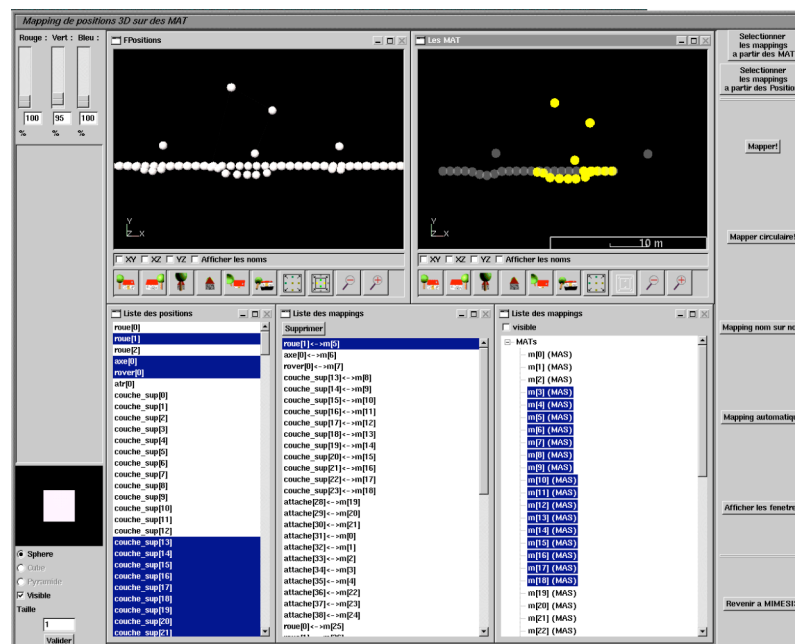 Mapping de positions 3D sur des MAT
Rouge : Vert : Bleu :
100 95 100
% % %
FPositions
Y
Z X
XY XZ YZ Afficher les noms
Les MAT
Y
Z X
10 m
XY XZ YZ Afficher les noms
Selectionner
les mappings
a partir des MAT
Selectionner
les mappings
a partir des Positio
Mapper!
Mapper circulaire!
Mapping nom sur no
Mapping automatiqu
Afficher les fenetre
Revenir a MIMESIS
Liste des positions
roue[0]
roue[1]
roue[2]
axe[0]
rover[0]
atr[0]
couche_sup[0]
couche_sup[1]
couche_sup[2]
couche_sup[3]
couche_sup[4]
couche_sup[5]
couche_sup[6]
couche_sup[7]
couche_sup[8]
couche_sup[9]
couche_sup[10]
couche_sup[11]
couche_sup[12]
couche_sup[13]
couche_sup[14]
couche_sup[15]
couche_sup[16]
couche_sup[17]
couche_sup[18]
couche_sup[19]
couche_sup[20]
couche_sup[21]
Liste des mappings
Supprimer
roue[1]<->m[5]
axe[0]<->m[6]
rover[0]<->m[7]
couche_sup[13]<->m[8]
couche_sup[14]<->m[9]
couche_sup[15]<->m[10]
couche_sup[16]<->m[11]
couche_sup[17]<->m[12]
couche_sup[18]<->m[13]
couche_sup[19]<->m[14]
couche_sup[20]<->m[15]
couche_sup[21]<->m[16]
couche_sup[22]<->m[17]
couche_sup[23]<->m[18]
attache[28]<->m[19]
attache[29]<->m[20]
attache[30]<->m[21]
attache[31]<->m[0]
attache[32]<->m[1]
attache[33]<->m[2]
attache[34]<->m[3]
attache[35]<->m[4]
attache[36]<->m[22]
attache[37]<->m[23]
attache[38]<->m[24]
roue[0]<->m[25]
Liste des mappings
visible
MATs
m[0] (MAS)
m[1] (MAS)
m[2] (MAS)
m[3] (MAS)
m[4] (MAS)
m[5] (MAS)
m[6] (MAS)
m[7] (MAS)
m[8] (MAS)
m[9] (MAS)
m[10] (MAS)
m[11] (MAS)
m[12] (MAS)
m[13] (MAS)
m[14] (MAS)
m[15] (MAS)
m[16] (MAS)
m[17] (MAS)
m[18] (MAS)
m[19] (MAS)
m[20] (MAS)
m[21] (MAS)
m[22] (MAS)
Sphere
Cube
Pyramide
Visible
Taille
1
Valider